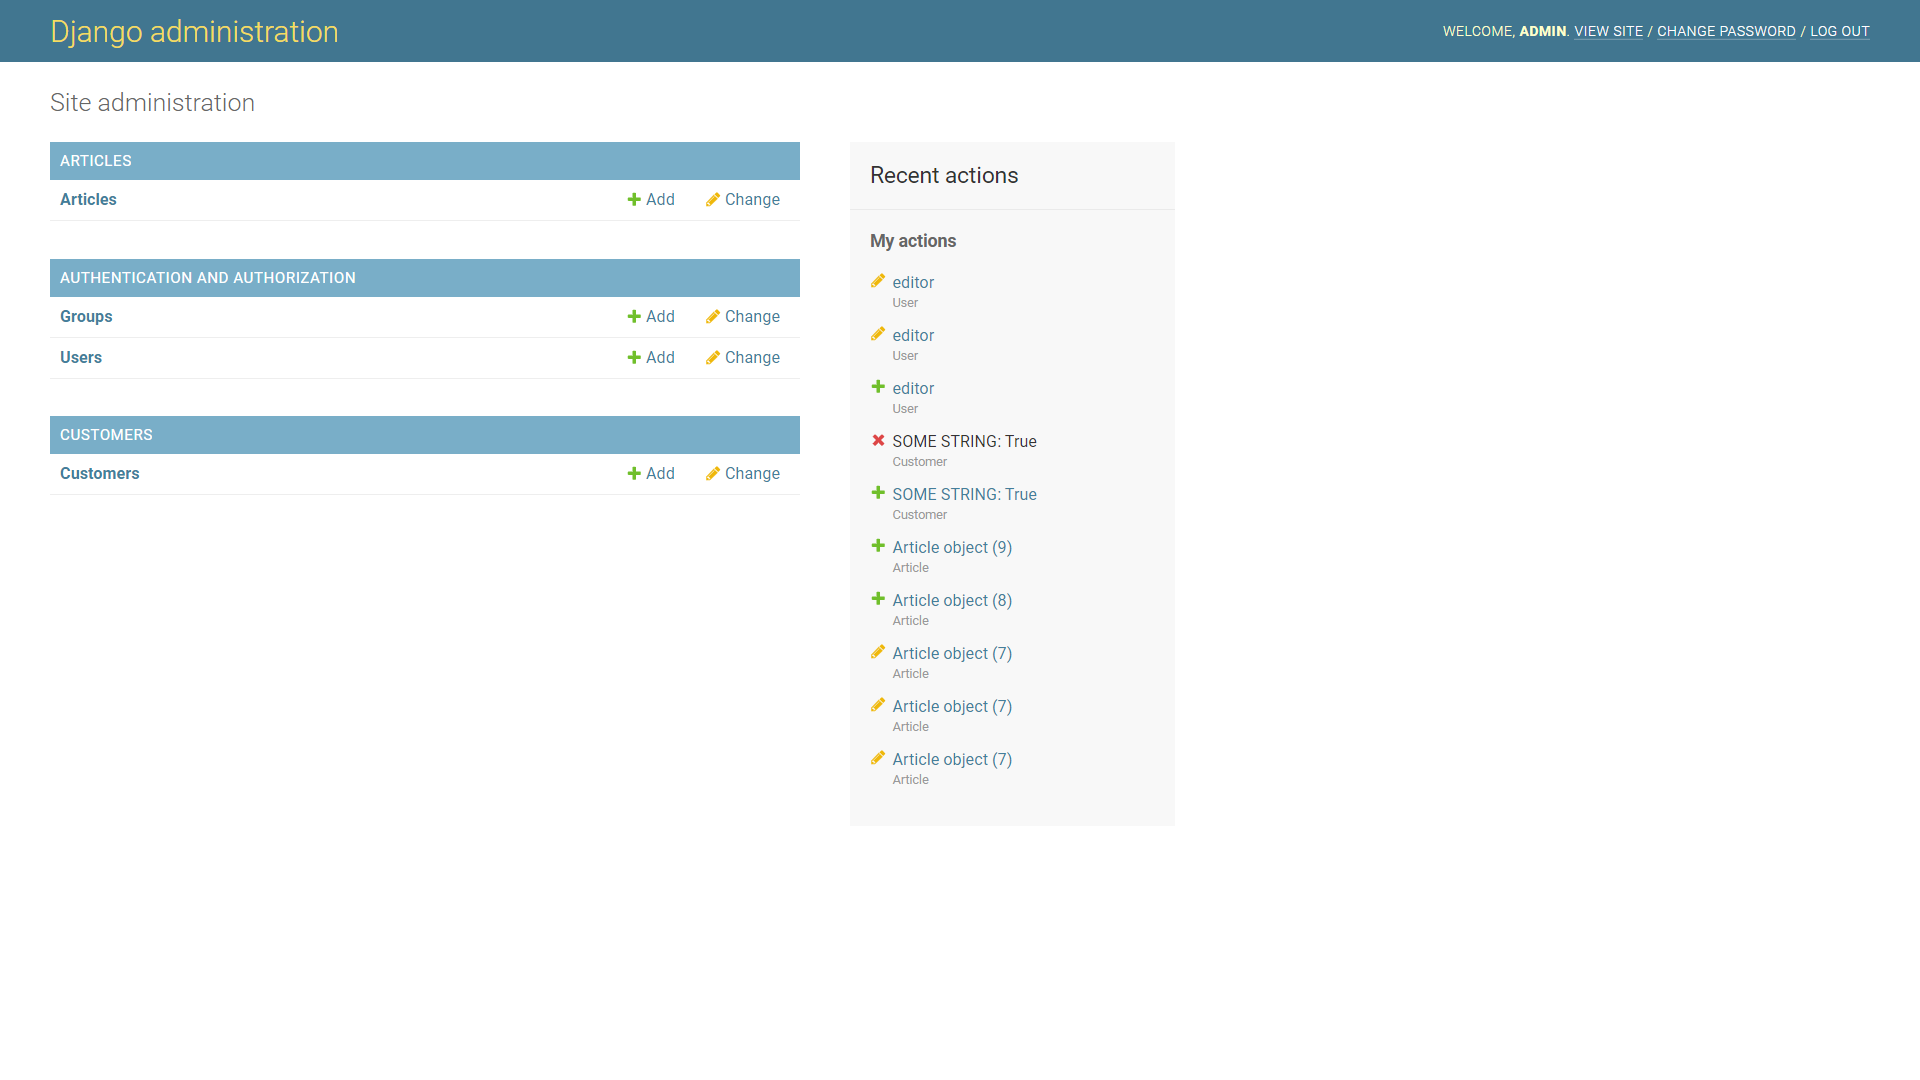 Django administration
WELCOME, ADMIN. VIEW SITE / CHANGE PASSWORD / LOG OUT
Site administration
ARTICLES
Articles Add Change
AUTHENTICATION AND AUTHORIZATION
Groups Add Change
Users Add Change
CUSTOMERS
Customers Add Change
Recent actions
My actions
editor
User
editor
User
editor
User
SOME STRING: True
Customer
SOME STRING: True
Customer
Article object (9)
Article
Article object (8)
Article
Article object (7)
Article
Article object (7)
Article
Article object (7)
Article